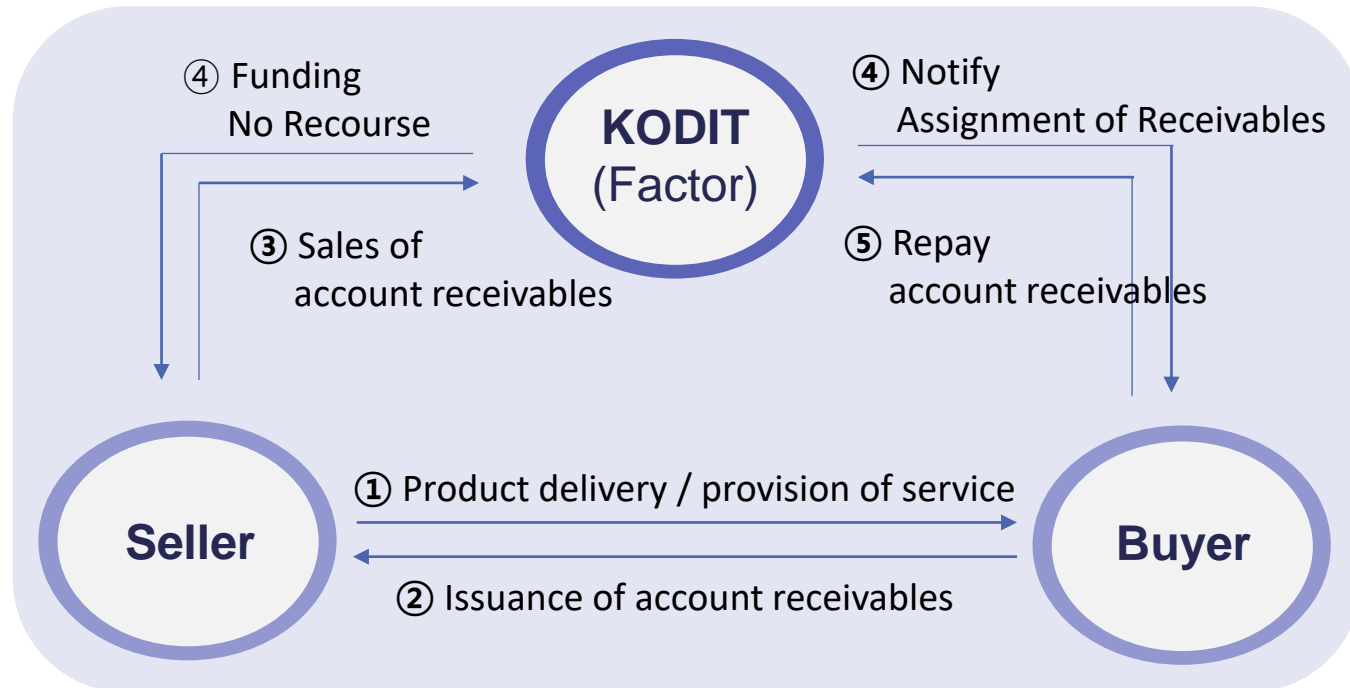 ④ Funding
No Recourse
KODIT
(Factor)
④ Notify
Assignment of Receivables
③ Sales of
account receivables
⑤ Repay
account receivables
① Product delivery / provision of service
Seller
Buyer
② Issuance of account receivables